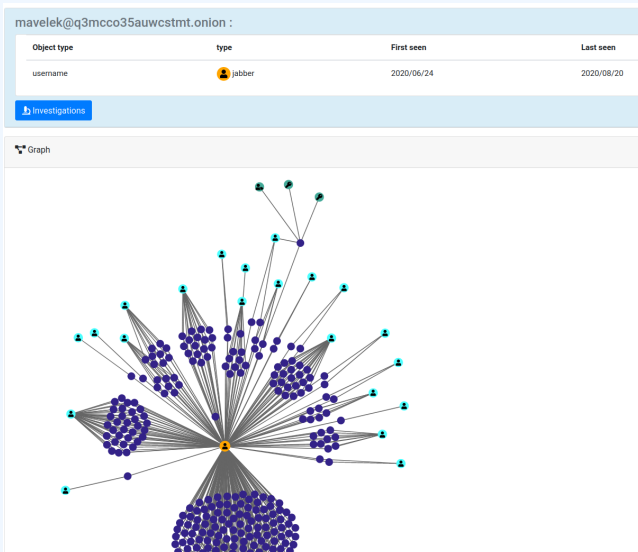 mavelek@q3mcco35auwcstmt.onion :
Object type type First seen Last seen
username jabber 2020/06/24 2020/08/20
Investigations
Graph